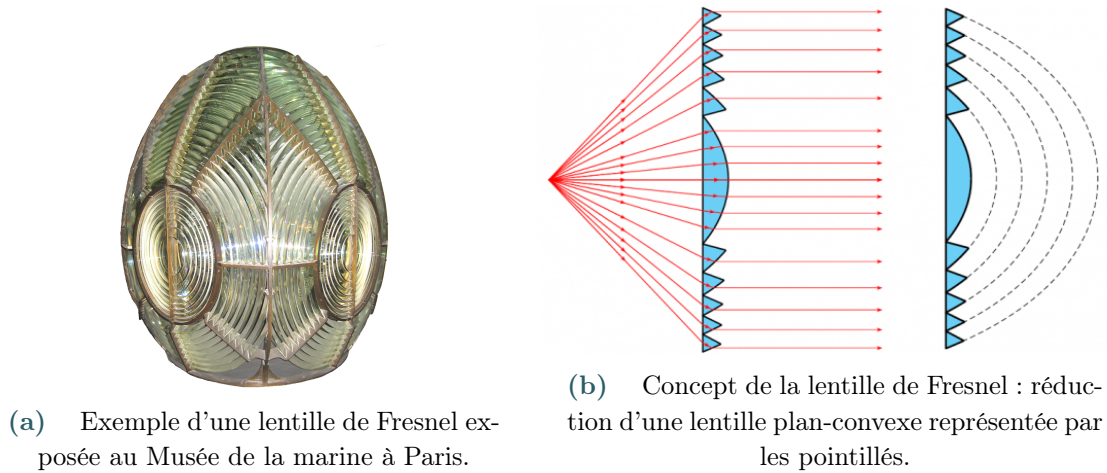 (a) Exemple d'une lentille de Fresnel ex-
posée au Musée de la marine à Paris.
(b) Concept de la lentille de Fresnel : réduc-
tion d'une lentille plan-convexe représentée par
les pointillés.